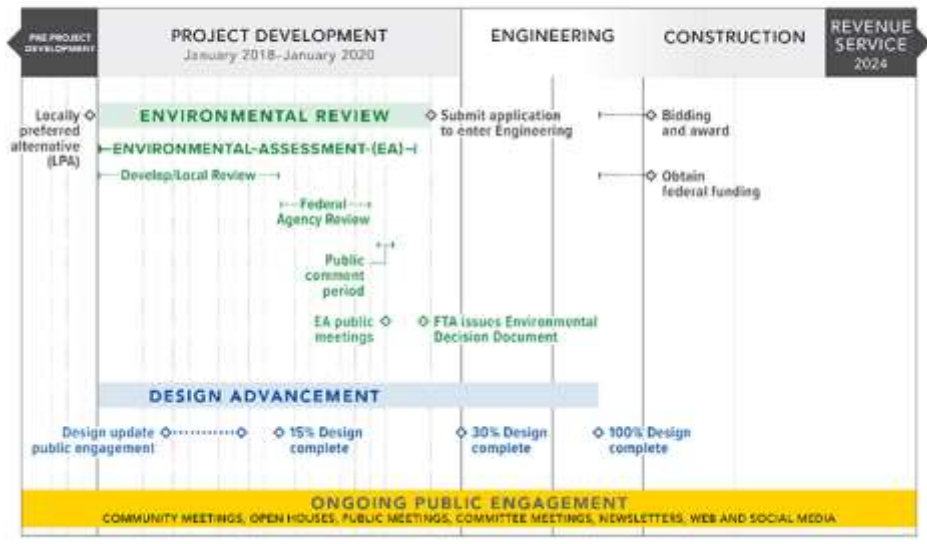 PRE PROJECT
DEVELOPMENT
PROJECT DEVELOPMENT
January 2018–January 2020
ENGINEERING
CONSTRUCTION
REVENUE
SERVICE
2024
Locally
preferred
alternative
(LPA)
ENVIRONMENTAL REVIEW
Submit application
to enter Engineering
Bidding
and award
ENVIRONMENTAL ASSESSMENT (EA)
Develop/Local Review
Obtain
federal funding
Federal
Agency Review
Public
comment
period
EA public
meetings
FTA issues Environmental
Decision Document
DESIGN ADVANCEMENT
Design update
public engagement
15% Design
complete
30% Design
complete
100% Design
complete
ONGOING PUBLIC ENGAGEMENT
COMMUNITY MEETINGS, OPEN HOUSES, PUBLIC MEETINGS, COMMITTEE MEETINGS, NEWSLETTERS, WEB AND SOCIAL MEDIA